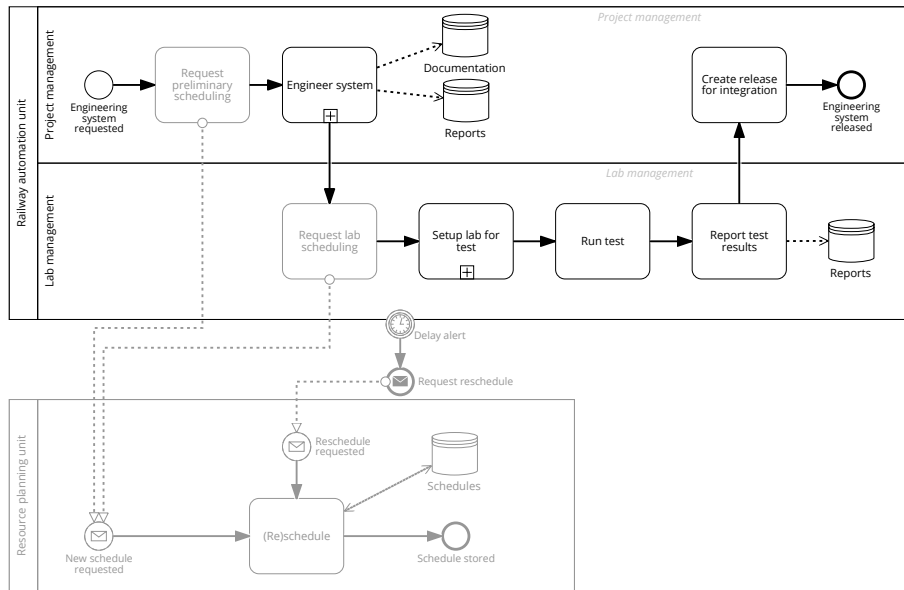 Railway automation unit
Project management
Project management
Engineering
system
requested
Request
preliminary
scheduling
Engineer system
Documentation
Reports
Create release
for integration
Engineering
system
released
Lab management
Lab management
Request lab
scheduling
Setup lab for
test
Run test
Report test
results
Reports
Delay alert
Request reschedule
Resource planning unit
Reschedule
requested
Schedules
New schedule
requested
(Re)schedule
Schedule stored